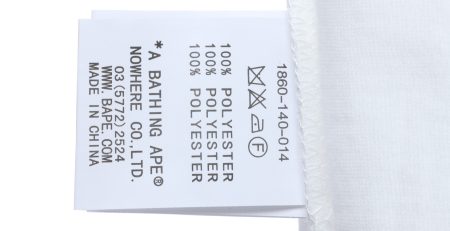 1860-140-014
F
100% POLYESTER
100% POLYESTER
100% POLYESTER
*A BATHING APE®
NOWHERE CO.,LTD.
03(5772)2524
WWW.BAPE.COM
MADE IN CHINA